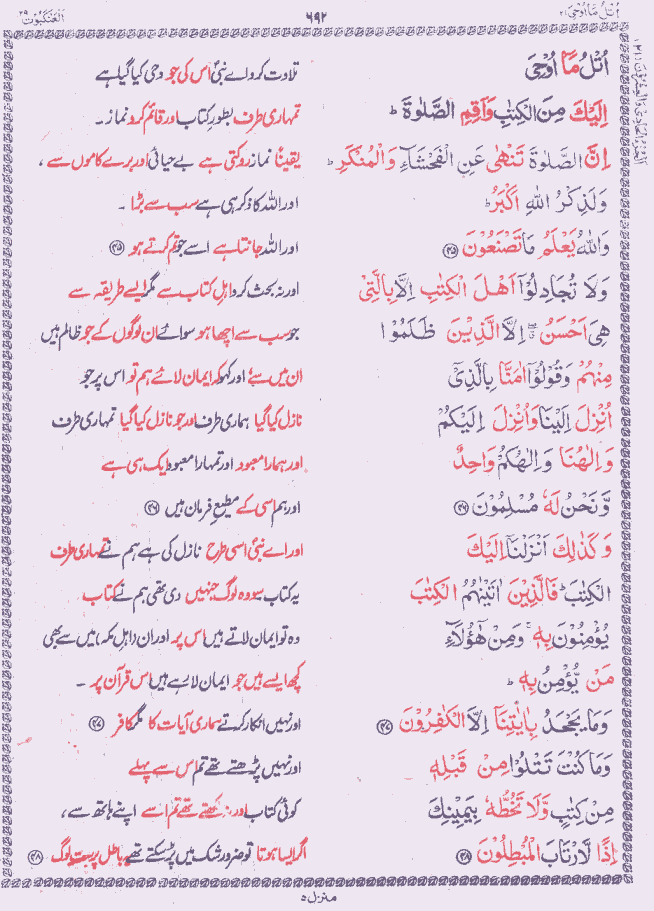 اُتْلُ مَآ اُوْحِىَ ۲۱
۶۹۲
اَلْعَنْكَبُوْت ۲۹
اُتْلُ مَآ اُوْحِىَ
تلاوت کرو اے نبیؐ اس کی جو وحی کیا گیا ہے
اِلَيْكَ مِنَ الْكِتٰبِ وَاَقِمِ الصَّلٰوةَ ؕ
تمہاری طرف بطورِ کتاب اور قائم کرو نماز۔
اِنَّ الصَّلٰوةَ تَنْهٰى عَنِ الْفَحْشَآءِ وَالْمُنْكَرِ ؕ
یقیناً نماز روکتی ہے بے حیائی اور برے کاموں سے ،
وَلَذِكْرُ اللّٰهِ اَكْبَرُ ؕ
اور اللہ کا ذکر ہی ہے سب سے بڑا ۔
وَاللّٰهُ يَعْلَمُ مَا تَصْنَعُوْنَ ﴿۴۵﴾
اور اللہ جانتا ہے اسے جو تم کرتے ہو ﴿۴۵﴾
وَلَا تُجَادِلُوْٓا اَهْلَ الْكِتٰبِ اِلَّا بِالَّتِىْ
اور نہ بحث کرو اہلِ کتاب سے مگر ایسے طریقہ سے
هِىَ اَحْسَنُ ۖ اِلَّا الَّذِيْنَ ظَلَمُوْا
جو سب سے اچھا ہو سوائے ان لوگوں کے جو ظالم ہیں
مِنْهُمْ وَقُوْلُوْٓا اٰمَنَّا بِالَّذِىْٓ
ان میں سے اور کہو کہ ایمان لائے ہم تو اس پر جو
اُنْزِلَ اِلَيْنَا وَاُنْزِلَ اِلَيْكُمْ
نازل کیا گیا ہماری طرف اور جو نازل کیا گیا تمہاری طرف
وَاِلٰهُنَا وَاِلٰهُكُمْ وَاحِدٌ
اور ہمارا معبود اور تمہارا معبود ایک ہی ہے
وَّنَحْنُ لَهٗ مُسْلِمُوْنَ ﴿۴۶﴾
اور ہم اسی کے مطیعِ فرمان ہیں ﴿۴۶﴾
وَكَذٰلِكَ اَنْزَلْنَآ اِلَيْكَ
اور اے نبیؐ اسی طرح نازل کی ہے ہم نے تمہاری طرف
الْكِتٰبَ ؕ فَالَّذِيْنَ اٰتَيْنٰهُمُ الْكِتٰبَ
یہ کتاب۔ سو وہ لوگ جنہیں دی تھی ہم نے کتاب
يُؤْمِنُوْنَ بِهٖ ۚ وَمِنْ هٰٓؤُلَآءِ
وہ تو ایمان لاتے ہیں اس پر اور ان (اہلِ مکہ) میں سے بھی
مَنْ يُّؤْمِنُ بِهٖ ؕ
کچھ ایسے ہیں جو ایمان لا رہے ہیں اس قرآن پر ۔
وَمَا يَجْحَدُ بِاٰيٰتِنَآ اِلَّا الْكٰفِرُوْنَ ﴿۴۷﴾
اور نہیں انکار کرتے ہماری آیات کا مگر کافر ﴿۴۷﴾
وَمَا كُنْتَ تَتْلُوْا مِنْ قَبْلِهٖ
اور نہیں پڑھتے تھے تم اس سے پہلے
مِنْ كِتٰبٍ وَّلَا تَخُطُّهٗ بِيَمِيْنِكَ
کوئی کتاب اور نہ لکھتے تھے تم اسے اپنے ہاتھ سے ،
اِذًا لَّارْتَابَ الْمُبْطِلُوْنَ ﴿۴۸﴾
اگر ایسا ہوتا تو ضرور شک میں پڑ سکتے تھے باطل پرست لوگ ﴿۴۸﴾
منزل ۵